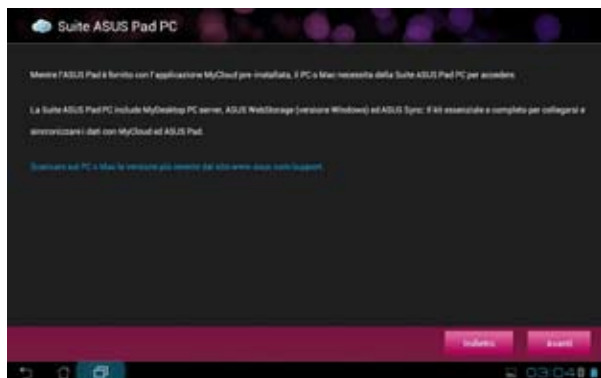 Suite ASUS Pad PC
Mentre l'ASUS Pad è fornito con l'applicazione MyCloud pre-installata, il PC o Mac necessita della Suite ASUS Pad PC per accedere.
La Suite ASUS Pad PC include MyDesktop PC server, ASUS WebStorage (versione Windows) ed ASUS Sync: il kit essenziale e completo per collegarsi e
sincronizzare i dati con MyCloud ed ASUS Pad.
Scaricare sul PC o Mac la versione più recente dal sito www.asus.com/support.
Indietro
Avanti
03:04